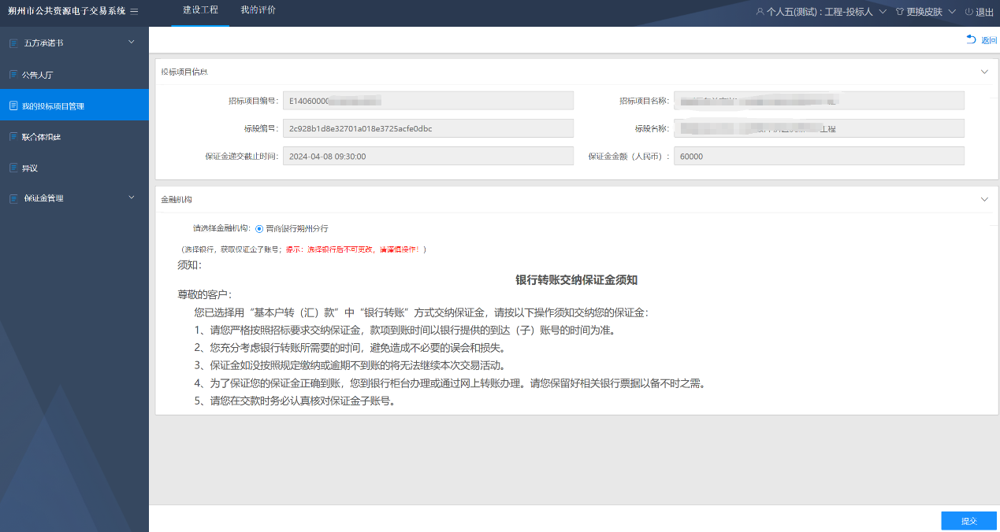 朔州市公共资源电子交易系统
建设工程
我的评价
个人五(测试)：工程-投标人
更换皮肤
退出
五方承诺书
公告大厅
我的投标项目管理
联合体组建
异议
保证金管理
返回
投标项目信息
招标项目编号：
E14060000
招标项目名称：
标段编号：
2c928b1d8e32701a018e3725acfe0dbc
标段名称：
工程
保证金递交截止时间：
2024-04-08 09:30:00
保证金金额（人民币）：
60000
金融机构
请选择金融机构：
晋商银行朔州分行
（选择银行，获取保证金子账号；提示：选择银行后不可更改，请谨慎操作！）
须知：
银行转账交纳保证金须知
尊敬的客户：
您已选择用“基本户转（汇）款”中“银行转账”方式交纳保证金，请按以下操作须知交纳您的保证金：
1、请您严格按照招标要求交纳保证金，款项到账时间以银行提供的到达（子）账号的时间为准。
2、您充分考虑银行转账所需要的时间，避免造成不必要的误会和损失。
3、保证金如没按照规定缴纳或逾期不到账的将无法继续本次交易活动。
4、为了保证您的保证金正确到账，您到银行柜台办理或通过网上转账办理。请您保留好相关银行票据以备不时之需。
5、请您在交款时务必认真核对保证金子账号。
提交